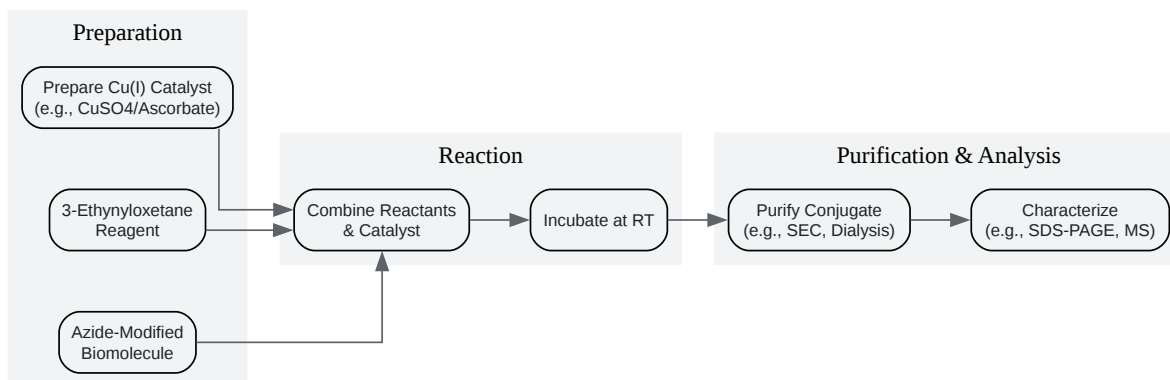 Preparation
Prepare Cu(I) Catalyst
(e.g., CuSO4/Ascorbate)
3-Ethynyloxetane
Reagent
Azide-Modified
Biomolecule
Reaction
Combine Reactants
& Catalyst
Incubate at RT
Purification & Analysis
Purify Conjugate
(e.g., SEC, Dialysis)
Characterize
(e.g., SDS-PAGE, MS)